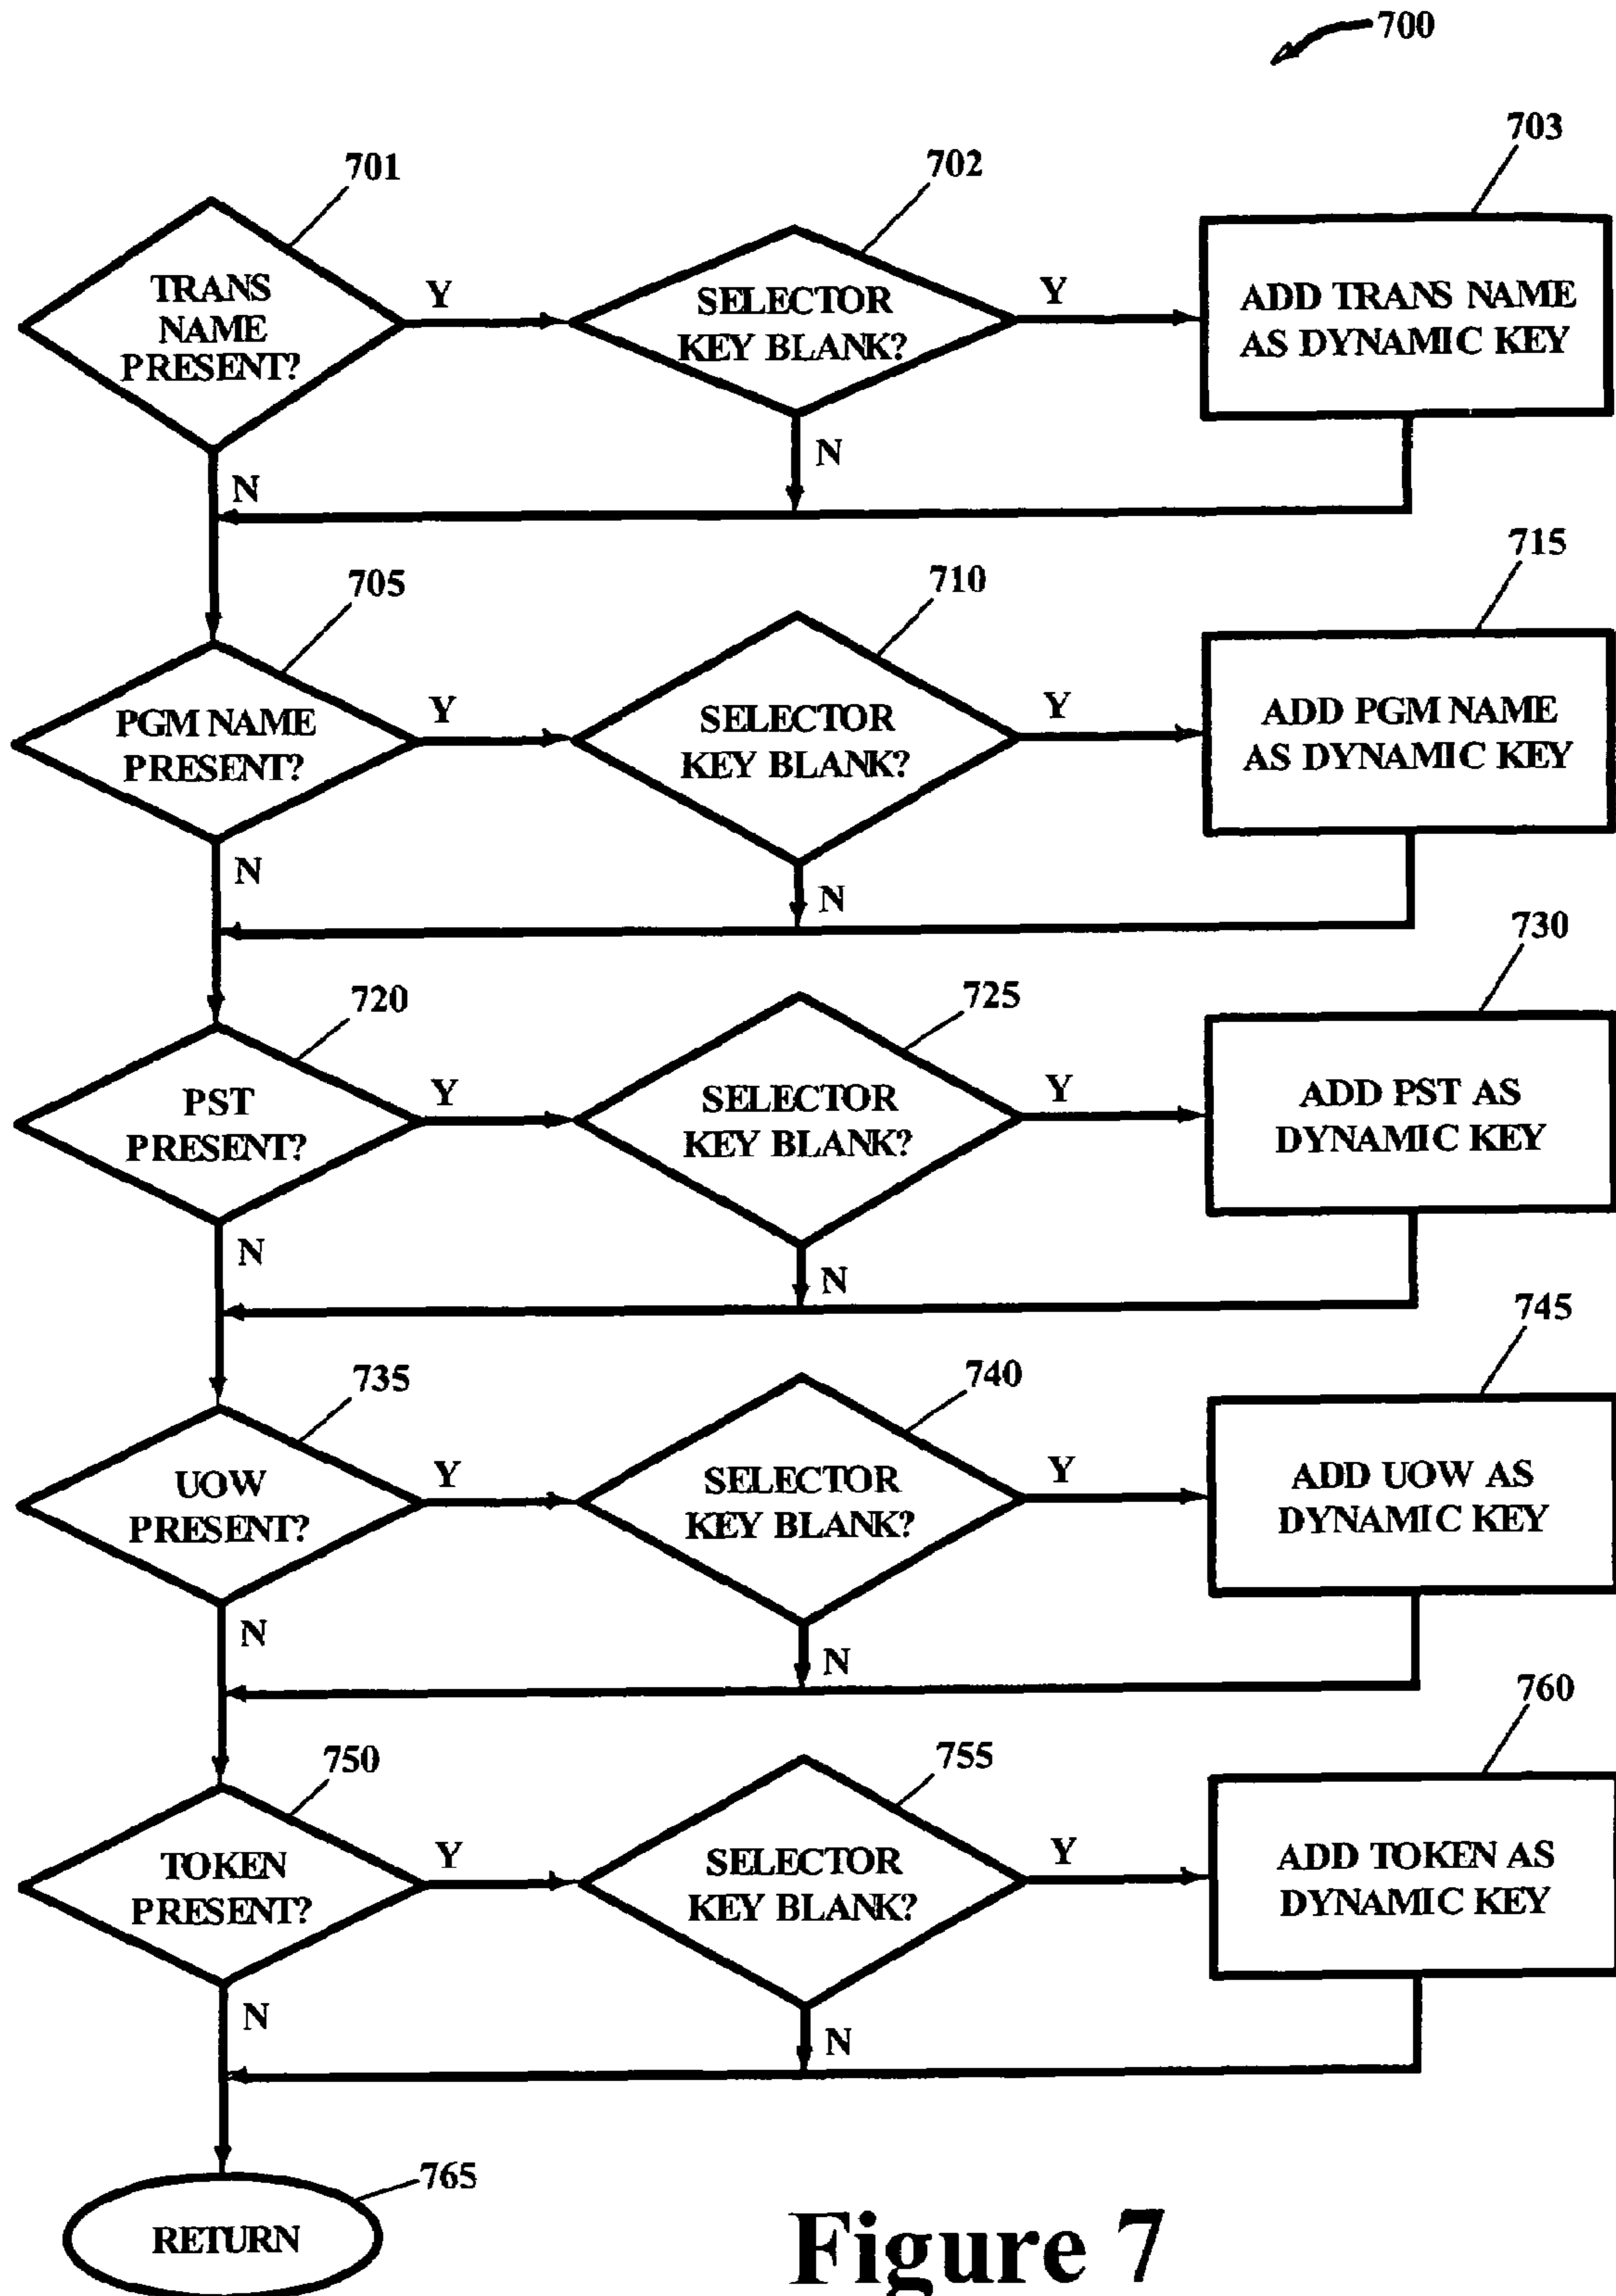 700
701
702
703
TRANS
NAME
PRESENT?
Y
SELECTOR
KEY BLANK?
Y
ADD TRANS NAME
AS DYNAMIC KEY
N
N
705
710
715
PGM NAME
PRESENT?
Y
SELECTOR
KEY BLANK?
Y
ADD PGM NAME
AS DYNAMIC KEY
N
N
720
725
730
PST
PRESENT?
Y
SELECTOR
KEY BLANK?
Y
ADD PST AS
DYNAMIC KEY
N
N
735
740
745
UOW
PRESENT?
Y
SELECTOR
KEY BLANK?
Y
ADD UOW AS
DYNAMIC KEY
N
N
750
755
760
TOKEN
PRESENT?
Y
SELECTOR
KEY BLANK?
Y
ADD TOKEN AS
DYNAMIC KEY
N
N
765
RETURN
Figure 7